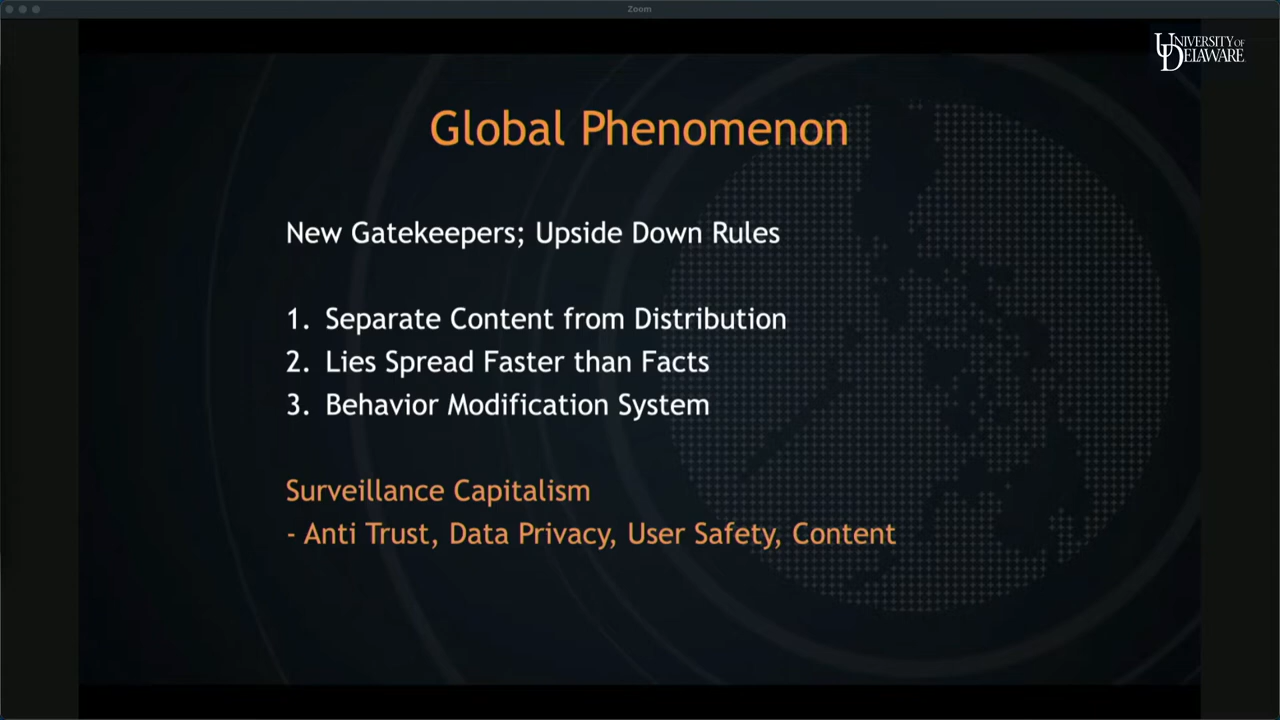 Zoom
UNIVERSITY OF
DELAWARE
Global Phenomenon
New Gatekeepers; Upside Down Rules
1. Separate Content from Distribution
2. Lies Spread Faster than Facts
3. Behavior Modification System
Surveillance Capitalism
- Anti Trust, Data Privacy, User Safety, Content